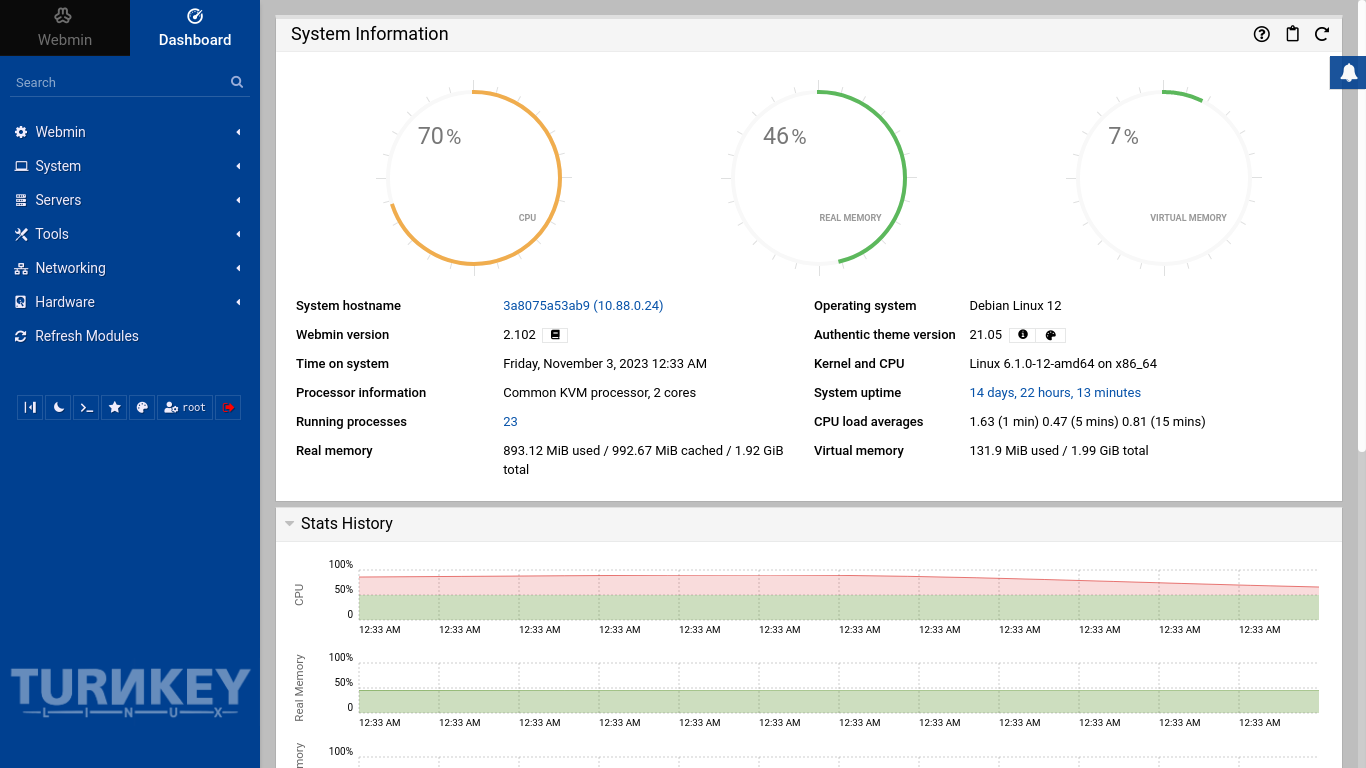 Webmin
Dashboard
Search
Webmin
System
Servers
Tools
Networking
Hardware
Refresh Modules
root
TURNKEY
LINUX
System Information
70%
CPU
46%
REAL MEMORY
7%
VIRTUAL MEMORY
System hostname 3a8075a53ab9 (10.88.0.24) Operating system Debian Linux 12
Webmin version 2.102 Authentic theme version 21.05
Time on system Friday, November 3, 2023 12:33 AM Kernel and CPU Linux 6.1.0-12-amd64 on x86_64
Processor information Common KVM processor, 2 cores System uptime 14 days, 22 hours, 13 minutes
Running processes 23 CPU load averages 1.63 (1 min) 0.47 (5 mins) 0.81 (15 mins)
Real memory 893.12 MiB used / 992.67 MiB cached / 1.92 GiB Virtual memory 131.9 MiB used / 1.99 GiB total
total
Stats History
CPU
100%
50%
0
12:33 AM 12:33 AM 12:33 AM 12:33 AM 12:33 AM 12:33 AM 12:33 AM 12:33 AM 12:33 AM 12:33 AM 12:33 AM 12:33 AM
Real Memory
100%
50%
0
12:33 AM 12:33 AM 12:33 AM 12:33 AM 12:33 AM 12:33 AM 12:33 AM 12:33 AM 12:33 AM 12:33 AM 12:33 AM 12:33 AM
mory
100%